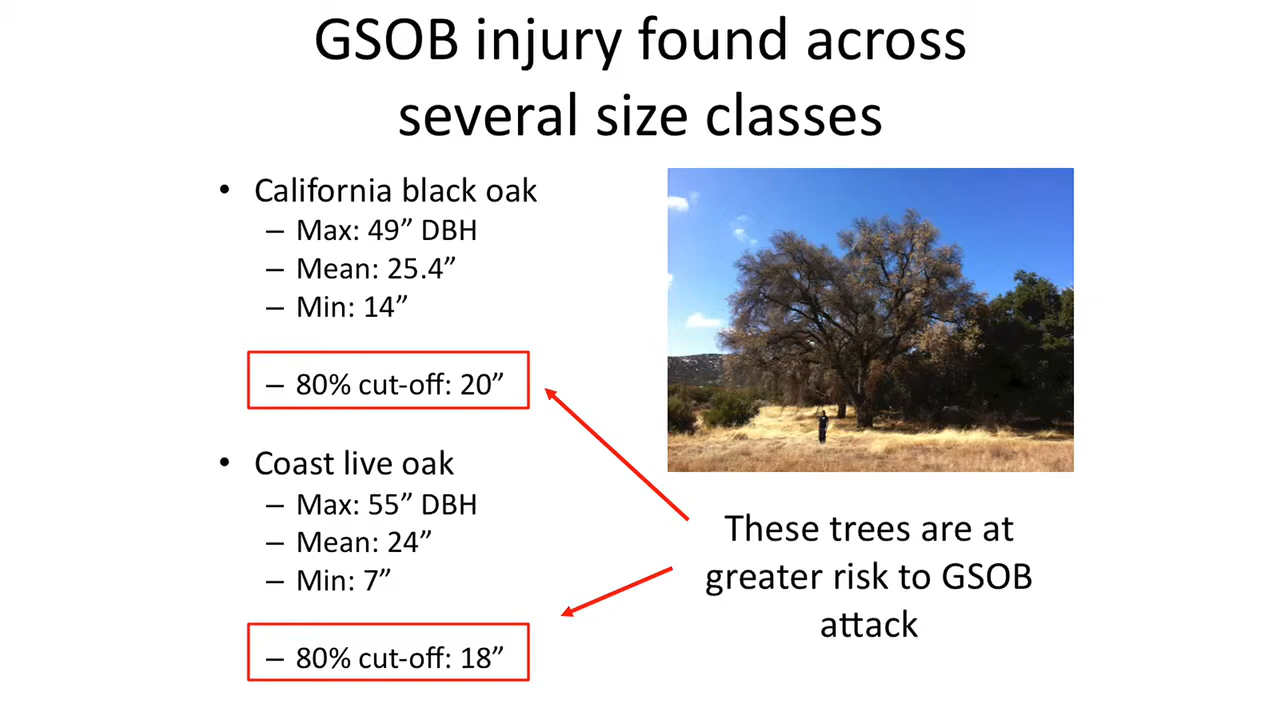 GSOB injury found across
several size classes
• California black oak
– Max: 49” DBH
– Mean: 25.4”
– Min: 14”
– 80% cut-off: 20”
• Coast live oak
– Max: 55” DBH
– Mean: 24”
– Min: 7”
– 80% cut-off: 18”
These trees are at
greater risk to GSOB
attack